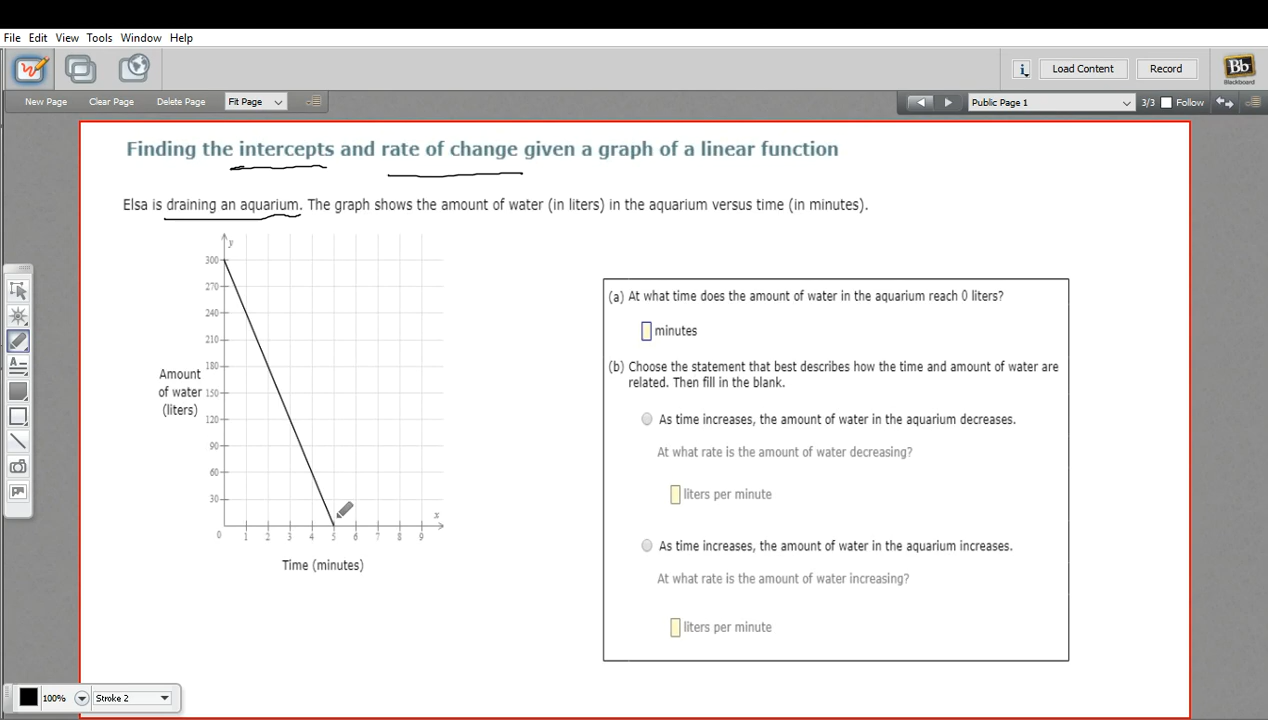 File Edit View Tools Window Help
Load Content Record Bb Blackboard
New Page Clear Page Delete Page Fit Page Public Page 1 3/3 Follow
Finding the intercepts and rate of change given a graph of a linear function
Elsa is draining an aquarium. The graph shows the amount of water (in liters) in the aquarium versus time (in minutes).
y
300
270
240
210
180
150
120
90
60
30
Amount
of water
(liters)
x
0 1 2 3 4 5 6 7 8 9
Time (minutes)
(a) At what time does the amount of water in the aquarium reach 0 liters?
minutes
(b) Choose the statement that best describes how the time and amount of water are
related. Then fill in the blank.
As time increases, the amount of water in the aquarium decreases.
At what rate is the amount of water decreasing?
liters per minute
As time increases, the amount of water in the aquarium increases.
At what rate is the amount of water increasing?
liters per minute
100% Stroke 2